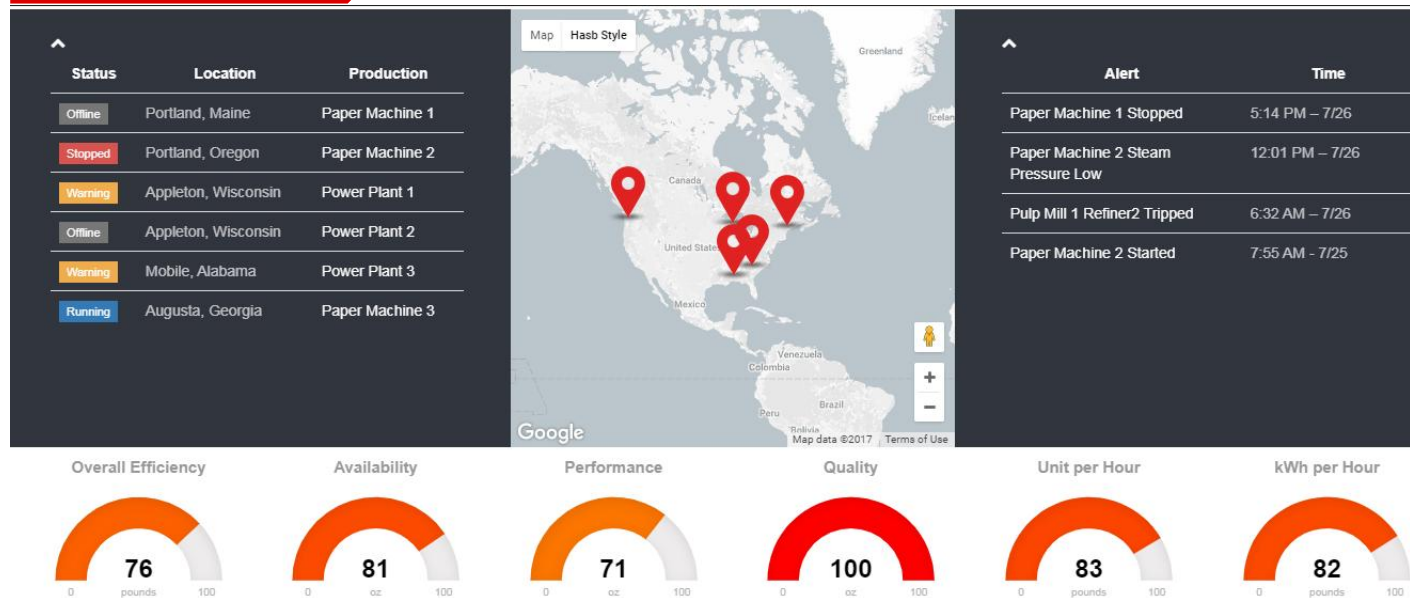 Status Location Production
Offline Portland, Maine Paper Machine 1
Stopped Portland, Oregon Paper Machine 2
Warning Appleton, Wisconsin Power Plant 1
Offline Appleton, Wisconsin Power Plant 2
Warning Mobile, Alabama Power Plant 3
Running Augusta, Georgia Paper Machine 3
Map Hasb Style
Greenland
Icelan
Canada
United State
Mexico
Venezuela
Colombia
Brazil
Peru
Bolivia
Google
Map data ©2017 Terms of Use
Alert Time
Paper Machine 1 Stopped 5:14 PM – 7/26
Paper Machine 2 Steam 12:01 PM – 7/26
Pressure Low
Pulp Mill 1 Refiner2 Tripped 6:32 AM – 7/26
Paper Machine 2 Started 7:55 AM - 7/25
Overall Efficiency Availability Performance Quality Unit per Hour kWh per Hour
76 81 71 100 83 82
0 pounds 100 0 oz 100 0 oz 100 0 oz 100 0 pounds 100 0 pounds 100